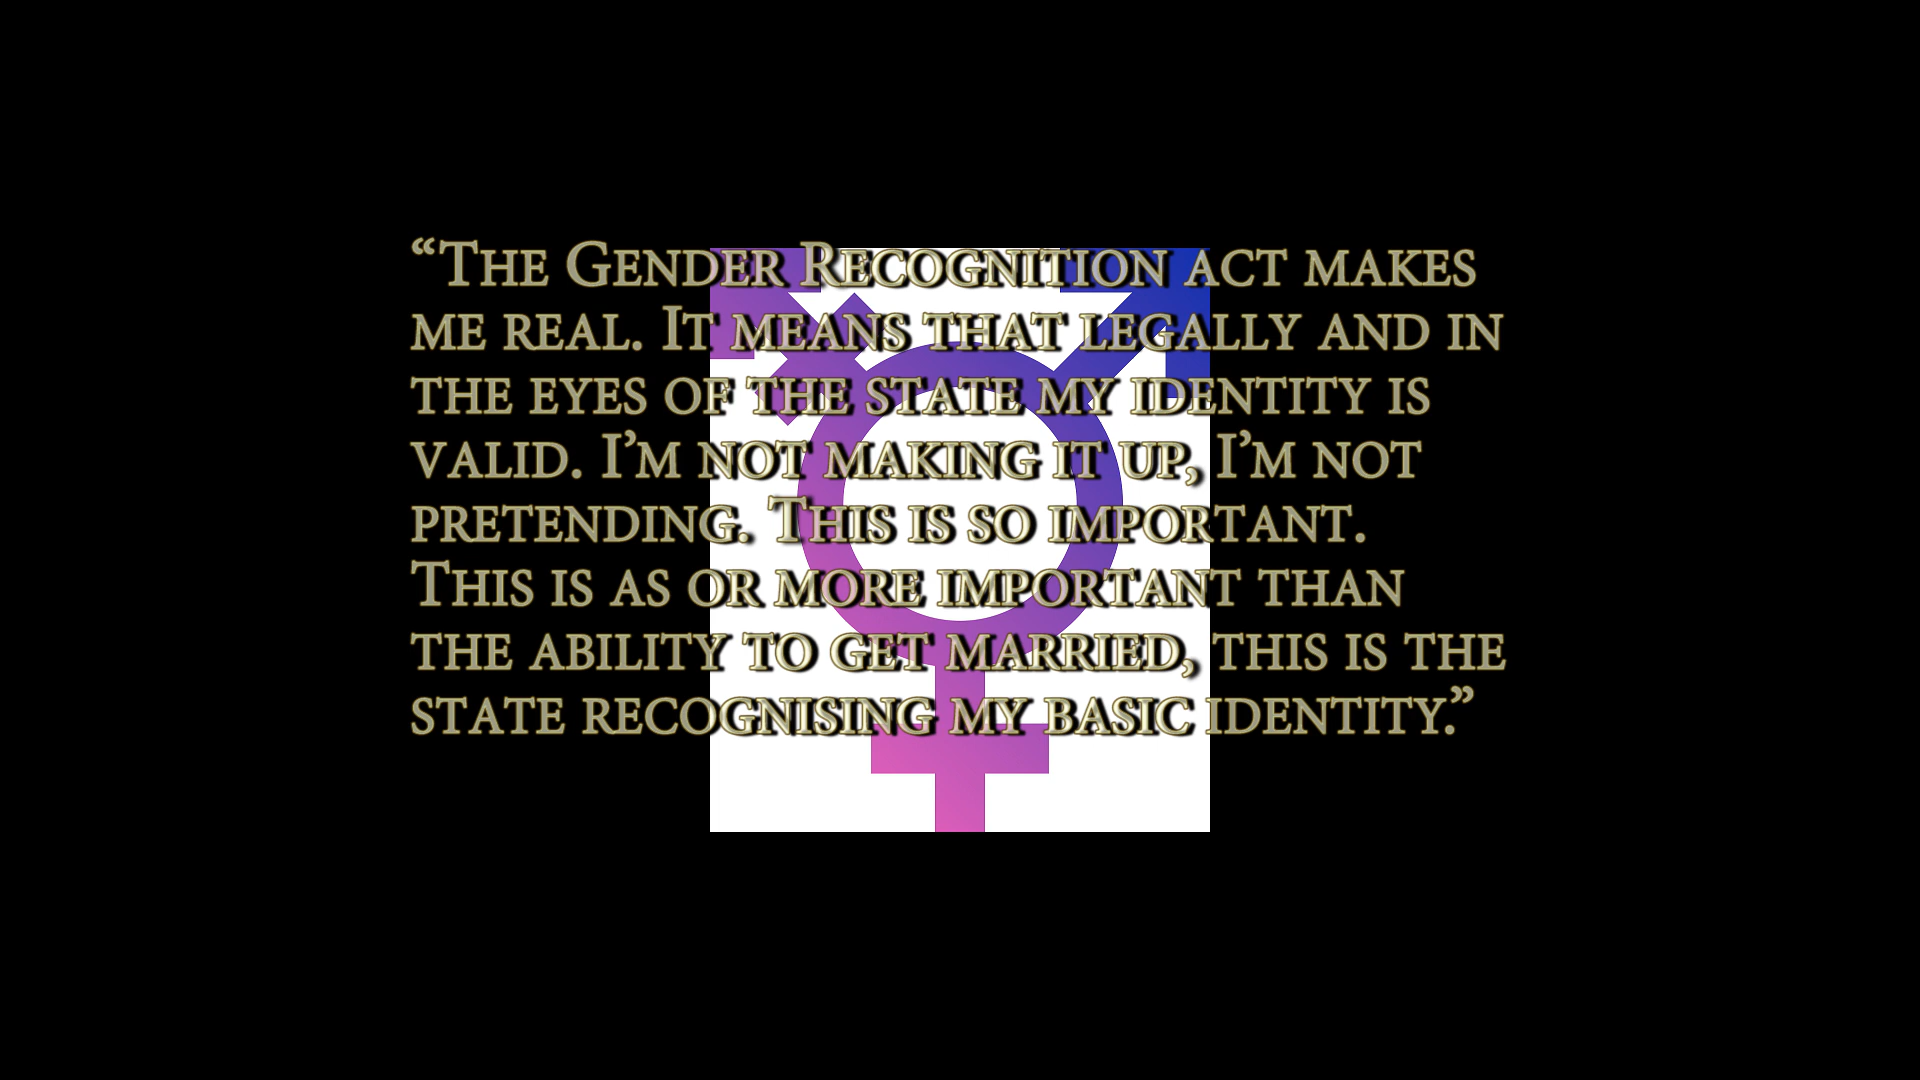 “The Gender Recognition act makes
me real. It means that legally and in
the eyes of the state my identity is
valid. I’m not making it up, I’m not
pretending. This is so important.
This is as or more important than
the ability to get married, this is the
state recognising my basic identity.”